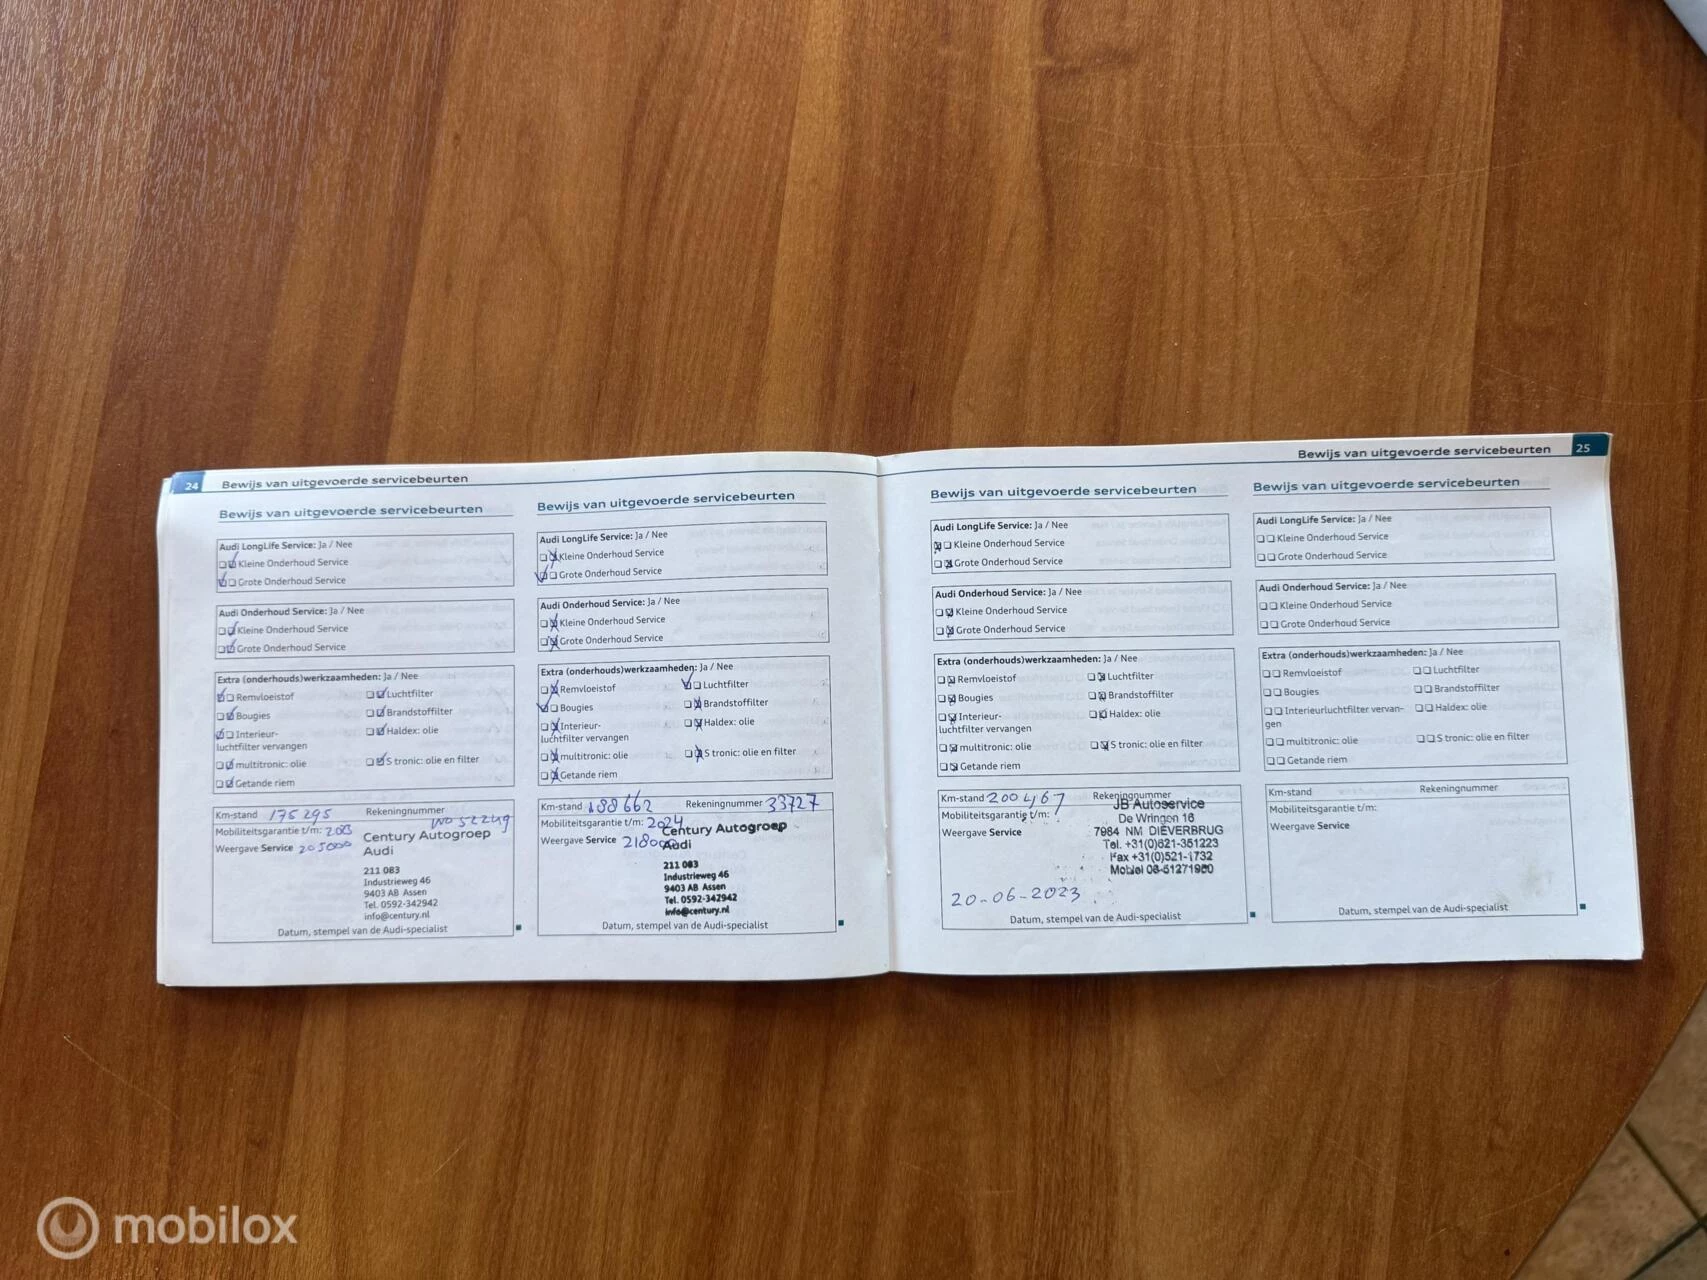 24 Bewijs van uitgevoerde servicebeurten
Bewijs van uitgevoerde servicebeurten
Audi LongLife Service: Ja / Nee
Kleine Onderhoud Service
Grote Onderhoud Service
Audi Onderhoud Service: Ja / Nee
Kleine Onderhoud Service
Grote Onderhoud Service
Extra (onderhouds)werkzaamheden: Ja / Nee
Remvloeistof Luchtfilter
Bougies Brandstoffilter
Interieur- Haldex: olie
luchtfilter vervangen
multitronic: olie S tronic: olie en filter
Getande riem
Km-stand 175295 Rekeningnummer
Mobiliteitsgarantie t/m:
Weergave Service 205000
Century Autogroep
Audi
211 083
Industrieweg 46
9403 AB Assen
Tel. 0592-342942
info@century.nl
Datum, stempel van de Audi-specialist
Bewijs van uitgevoerde servicebeurten
Audi LongLife Service: Ja / Nee
Kleine Onderhoud Service
Grote Onderhoud Service
Audi Onderhoud Service: Ja / Nee
Kleine Onderhoud Service
Grote Onderhoud Service
Extra (onderhouds)werkzaamheden: Ja / Nee
Remvloeistof Luchtfilter
Bougies Brandstoffilter
Interieur- Haldex: olie
luchtfilter vervangen
multitronic: olie S tronic: olie en filter
Getande riem
Km-stand 188662 Rekeningnummer 33727
Mobiliteitsgarantie t/m: 2024
Weergave Service 218000
Century Autogroep
Audi
211 083
Industrieweg 46
9403 AB Assen
Tel. 0592-342942
info@century.nl
Datum, stempel van de Audi-specialist
Bewijs van uitgevoerde servicebeurten 25
Bewijs van uitgevoerde servicebeurten
Audi LongLife Service: Ja / Nee
Kleine Onderhoud Service
Grote Onderhoud Service
Audi Onderhoud Service: Ja / Nee
Kleine Onderhoud Service
Grote Onderhoud Service
Extra (onderhouds)werkzaamheden: Ja / Nee
Remvloeistof Luchtfilter
Bougies Brandstoffilter
Interieur- Haldex: olie
luchtfilter vervangen
multitronic: olie S tronic: olie en filter
Getande riem
Km-stand 200467 Rekeningnummer
Mobiliteitsgarantie t/m:
Weergave Service
JB Autoservice
De Wringen 16
7984 NM DIEVERBRUG
Tel. +31(0)521-351223
Fax +31(0)521-1732
Mobiel 06-51271980
20-06-2023
Datum, stempel van de Audi-specialist
Bewijs van uitgevoerde servicebeurten
Audi LongLife Service: Ja / Nee
Kleine Onderhoud Service
Grote Onderhoud Service
Audi Onderhoud Service: Ja / Nee
Kleine Onderhoud Service
Grote Onderhoud Service
Extra (onderhouds)werkzaamheden: Ja / Nee
Remvloeistof Luchtfilter
Bougies Brandstoffilter
Interieurluchtfilter vervan- Haldex: olie
gen
multitronic: olie S tronic: olie en filter
Getande riem
Km-stand Rekeningnummer
Mobiliteitsgarantie t/m:
Weergave Service
Datum, stempel van de Audi-specialist
mobilox